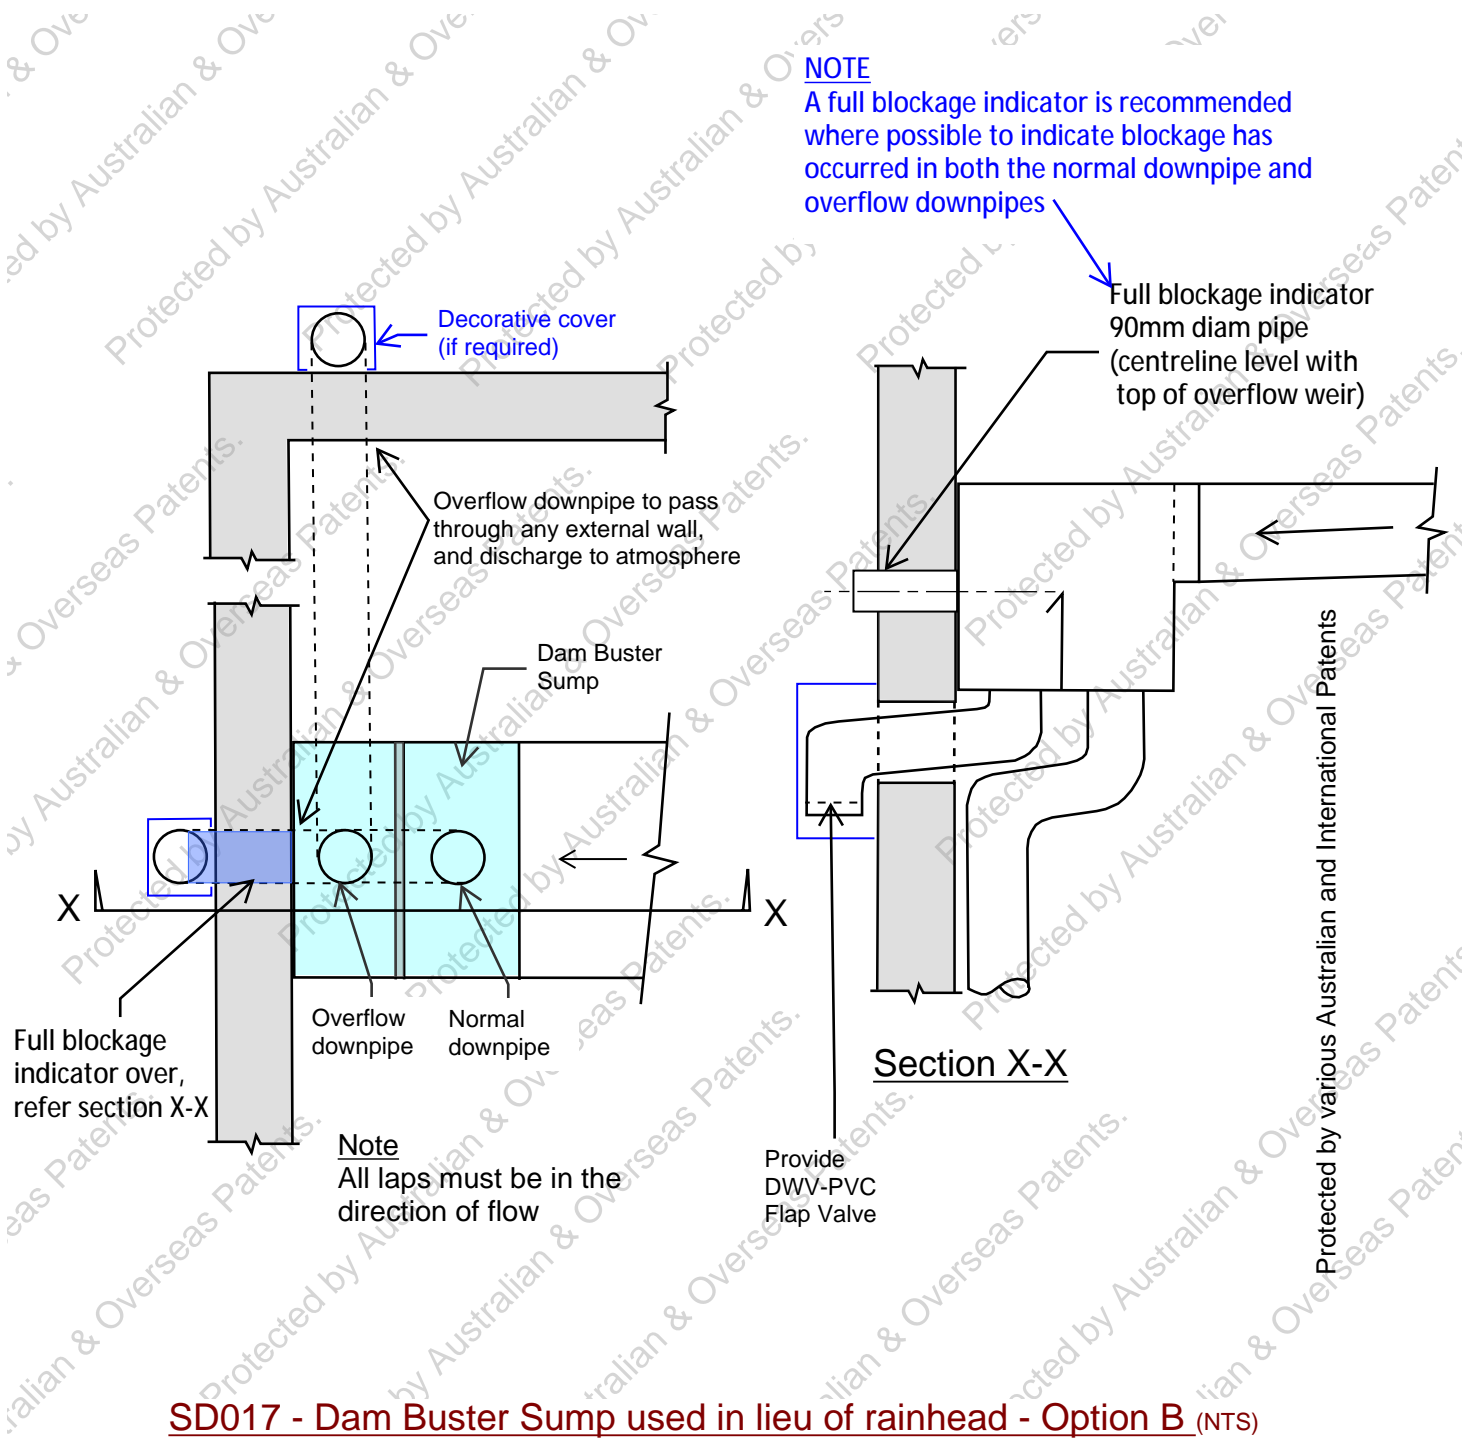 NOTE
A full blockage indicator is recommended
where possible to indicate blockage has
occurred in both the normal downpipe and
overflow downpipes
Full blockage indicator
90mm diam pipe
(centreline level with
top of overflow weir)
Decorative cover
(if required)
Overflow downpipe to pass
through any external wall,
and discharge to atmosphere
Dam Buster
Sump
X
X
Overflow
downpipe
Normal
downpipe
Full blockage
indicator over,
refer section X-X
Note
All laps must be in the
direction of flow
Section X-X
Provide
DWV-PVC
Flap Valve
Protected by various Australian and International Patents
Protected by Australian & Overseas Patents.
SD017 - Dam Buster Sump used in lieu of rainhead - Option B (NTS)